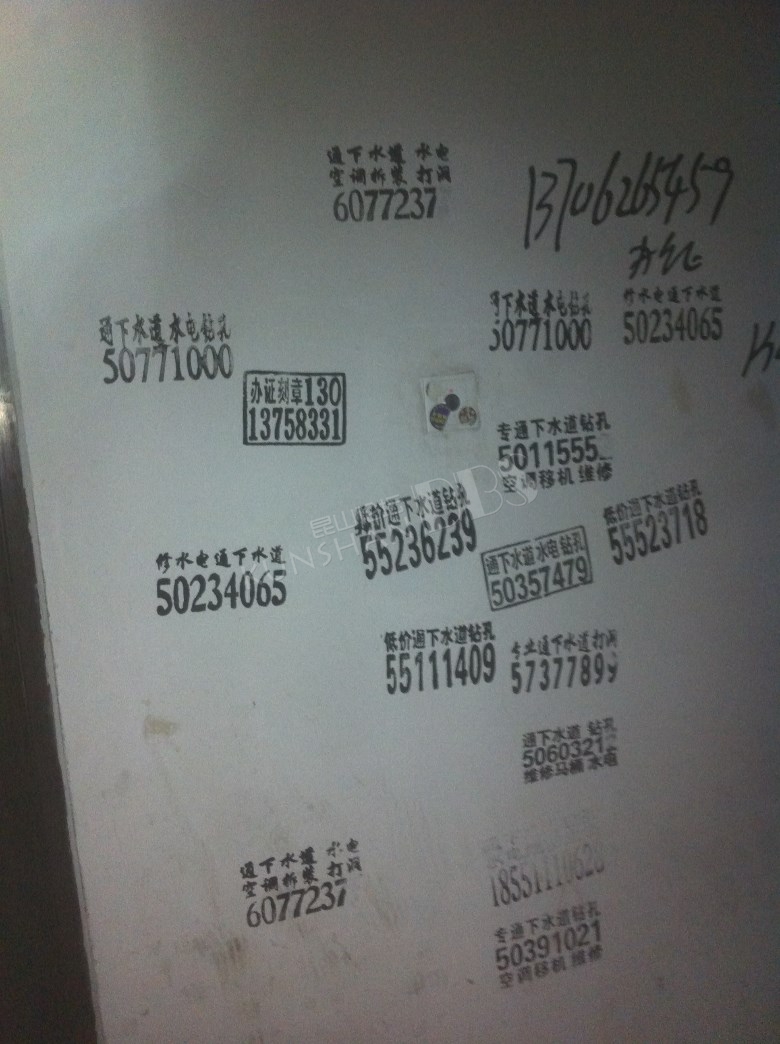 通下水道 水电
空调拆装 打洞
6077237
13706265459
办证
通下水道 水电钻孔
50771000
下水道 水电钻孔
50771000
修水电通下水道
50234065
办证刻章130
13758331
专通下水道钻孔
5011555
空调移机 维修
低价通下水道钻孔
55236239
低价通下水道钻孔
55523718
通下水道水电钻孔
50357479
修水电通下水道
50234065
低价通下水道钻孔
55111409
专业通下水道打洞
57377899
通下水道 钻孔
5060321
维修马桶 水电
通下水道 水电
空调拆装 打洞
6077237
18551110628
专通下水道钻孔
50391021
空调移机 维修
昆山
BBS